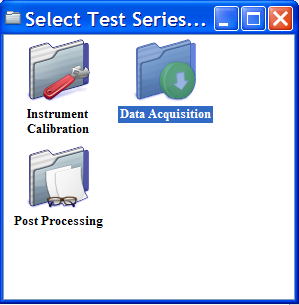 Select Test Series...
Instrument
Calibration
Data Acquisition
Post Processing